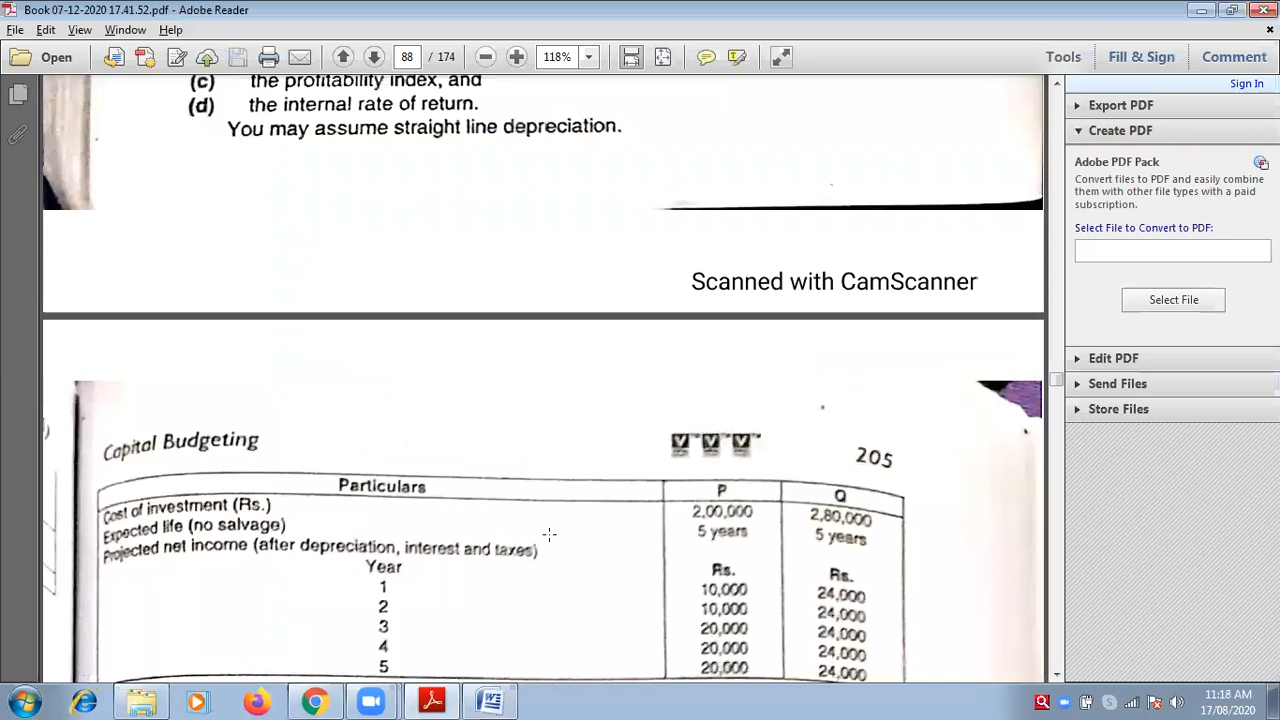 Book 07-12-2020 17.41.52.pdf - Adobe Reader
File Edit View Window Help
Open 88 / 174 118% Tools Fill & Sign Comment
Sign In
Export PDF
Create PDF
Adobe PDF Pack
Convert files to PDF and easily combine
them with other file types with a paid
subscription.
Select File to Convert to PDF:
Select File
Edit PDF
Send Files
Store Files
(c) the profitability index, and
(d) the internal rate of return.
You may assume straight line depreciation.
Scanned with CamScanner
Capital Budgeting 205
Particulars P Q
Cost of investment (Rs.) 2,00,000 2,80,000
Expected life (no salvage) 5 years 5 years
Projected net income (after depreciation, interest and taxes)
Year Rs. Rs.
1 10,000 24,000
2 10,000 24,000
3 20,000 24,000
4 20,000 24,000
5 20,000 24,000
11:18 AM
17/08/2020